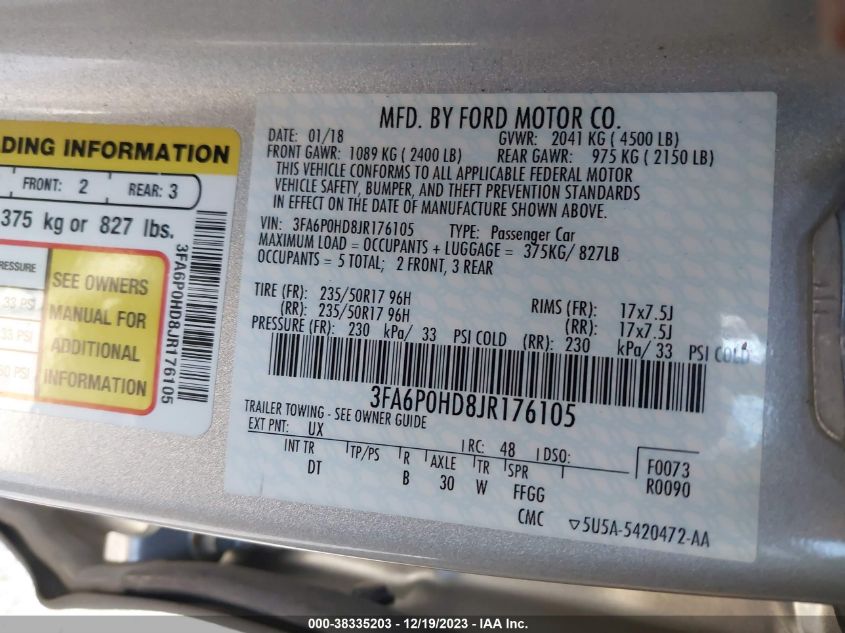 DING INFORMATION
FRONT: 2 REAR: 3
375 kg or 827 lbs.
RESSURE
33 PSI
33 PSI
60 PSI
SEE OWNERS
MANUAL FOR
ADDITIONAL
INFORMATION
3FA6P0HD8JR176105
MFD. BY FORD MOTOR CO.
DATE: 01/18 GVWR: 2041 KG ( 4500 LB)
FRONT GAWR: 1089 KG ( 2400 LB) REAR GAWR: 975 KG ( 2150 LB)
THIS VEHICLE CONFORMS TO ALL APPLICABLE FEDERAL MOTOR
VEHICLE SAFETY, BUMPER, AND THEFT PREVENTION STANDARDS
IN EFFECT ON THE DATE OF MANUFACTURE SHOWN ABOVE.
VIN: 3FA6P0HD8JR176105 TYPE: Passenger Car
MAXIMUM LOAD = OCCUPANTS + LUGGAGE = 375KG/ 827LB
OCCUPANTS = 5 TOTAL; 2 FRONT, 3 REAR
TIRE (FR): 235/50R17 96H RIMS (FR): 17x7.5J
(RR): 235/50R17 96H (RR): 17x7.5J
PRESSURE (FR): 230 kPa/ 33 PSI COLD (RR): 230 kPa/ 33 PSI COLD
3FA6P0HD8JR176105
TRAILER TOWING - SEE OWNER GUIDE
EXT PNT: UX RC: 48 DSO: F0073
INT TR TP/PS R AXLE TR SPR R0090
DT B 30 W FFGG
CMC ▽5U5A-5420472-AA
000-38335203 - 12/19/2023 - IAA Inc.